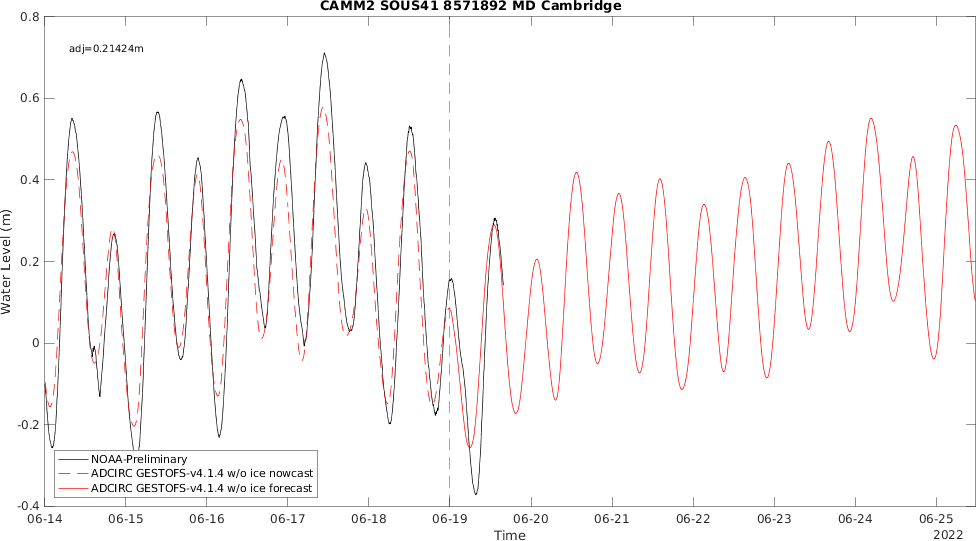 CAMM2 SOUS41 8571892 MD Cambridge
adj=0.21424m
0.8
0.6
0.4
0.2
0
-0.2
-0.4
Water Level (m)
NOAA-Preliminary
ADCIRC GESTOFS-v4.1.4 w/o ice nowcast
ADCIRC GESTOFS-v4.1.4 w/o ice forecast
06-14 06-15 06-16 06-17 06-18 06-19 06-20 06-21 06-22 06-23 06-24 06-25
Time
2022